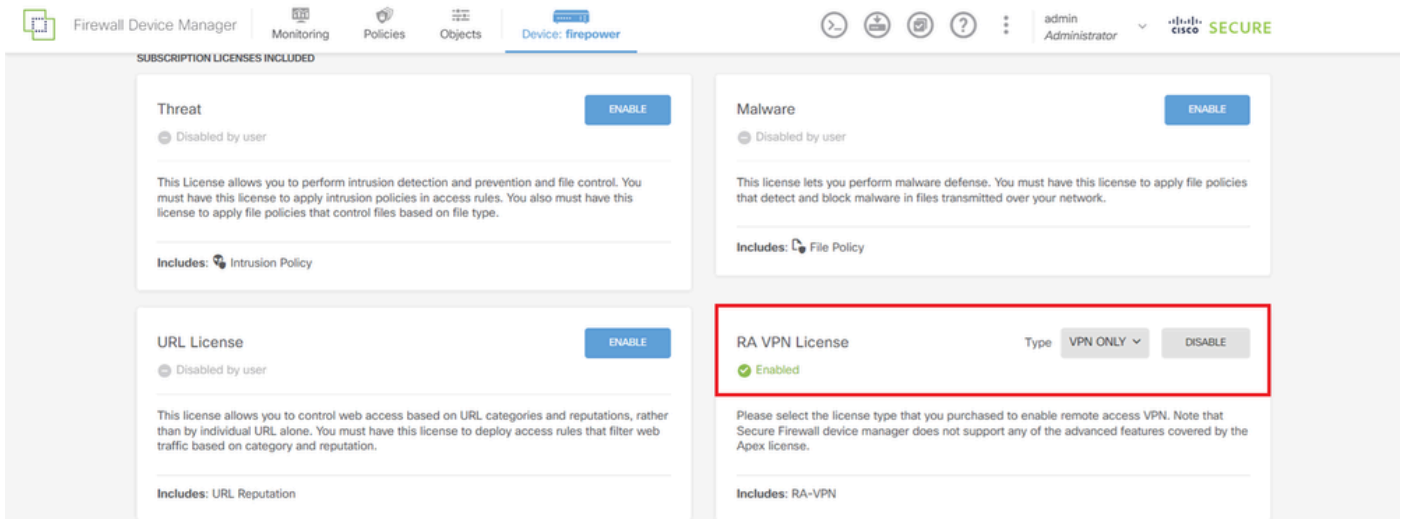 Firewall Device Manager
Monitoring
Policies
Objects
Device: firepower
admin
Administrator
cisco SECURE
SUBSCRIPTION LICENSES INCLUDED
Threat
ENABLE
Disabled by user
This License allows you to perform intrusion detection and prevention and file control. You
must have this license to apply intrusion policies in access rules. You also must have this
license to apply file policies that control files based on file type.
Includes: Intrusion Policy
Malware
ENABLE
Disabled by user
This license lets you perform malware defense. You must have this license to apply file policies
that detect and block malware in files transmitted over your network.
Includes: File Policy
URL License
ENABLE
Disabled by user
This license allows you to control web access based on URL categories and reputations, rather
than by individual URL alone. You must have this license to deploy access rules that filter web
traffic based on category and reputation.
Includes: URL Reputation
RA VPN License
Type VPN ONLY
DISABLE
Enabled
Please select the license type that you purchased to enable remote access VPN. Note that
Secure Firewall device manager does not support any of the advanced features covered by the
Apex license.
Includes: RA-VPN